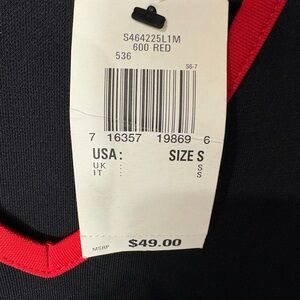 S464225L1M
600 RED
536
S6-7
7 16357 19869 6
USA: SIZE S
UK : S
IT : S
MSRP $49.00